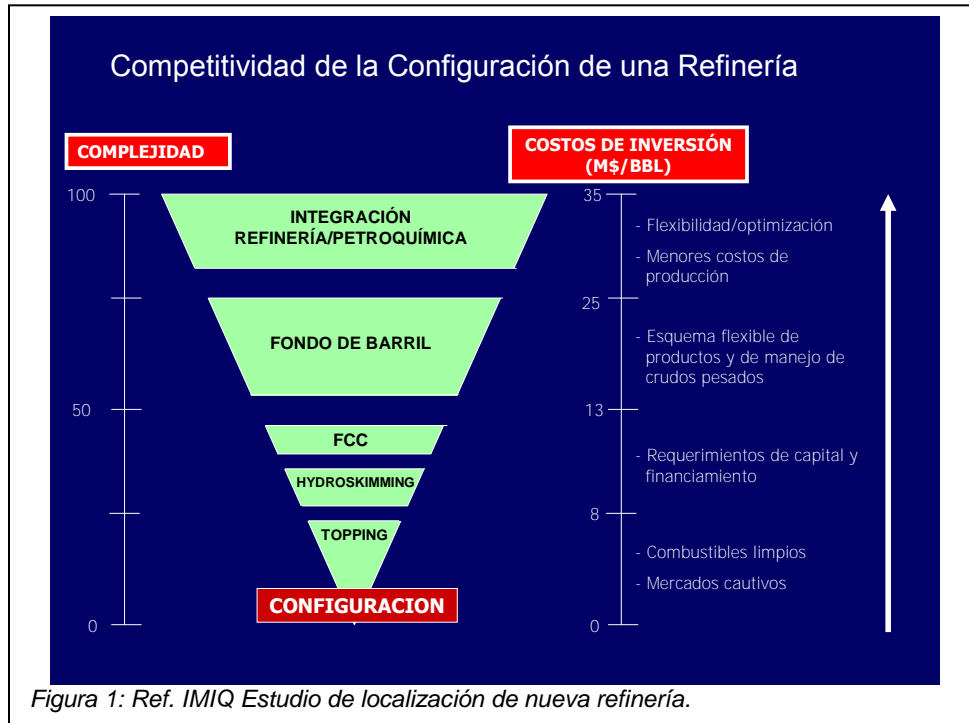 Competitividad de la Configuración de una Refinería
COMPLEJIDAD
COSTOS DE INVERSIÓN
(M$/BBL)
100
INTEGRACIÓN
REFINERÍA/PETROQUÍMICA
35
- Flexibilidad/optimización
- Menores costos de
producción
25
FONDO DE BARRIL
- Esquema flexible de
productos y de manejo de
crudos pesados
50
13
FCC
- Requerimientos de capital y
financiamiento
HYDROSKIMMING
8
TOPPING
- Combustibles limpios
- Mercados cautivos
CONFIGURACION
0
0
Figura 1: Ref. IMIQ Estudio de localización de nueva refinería.